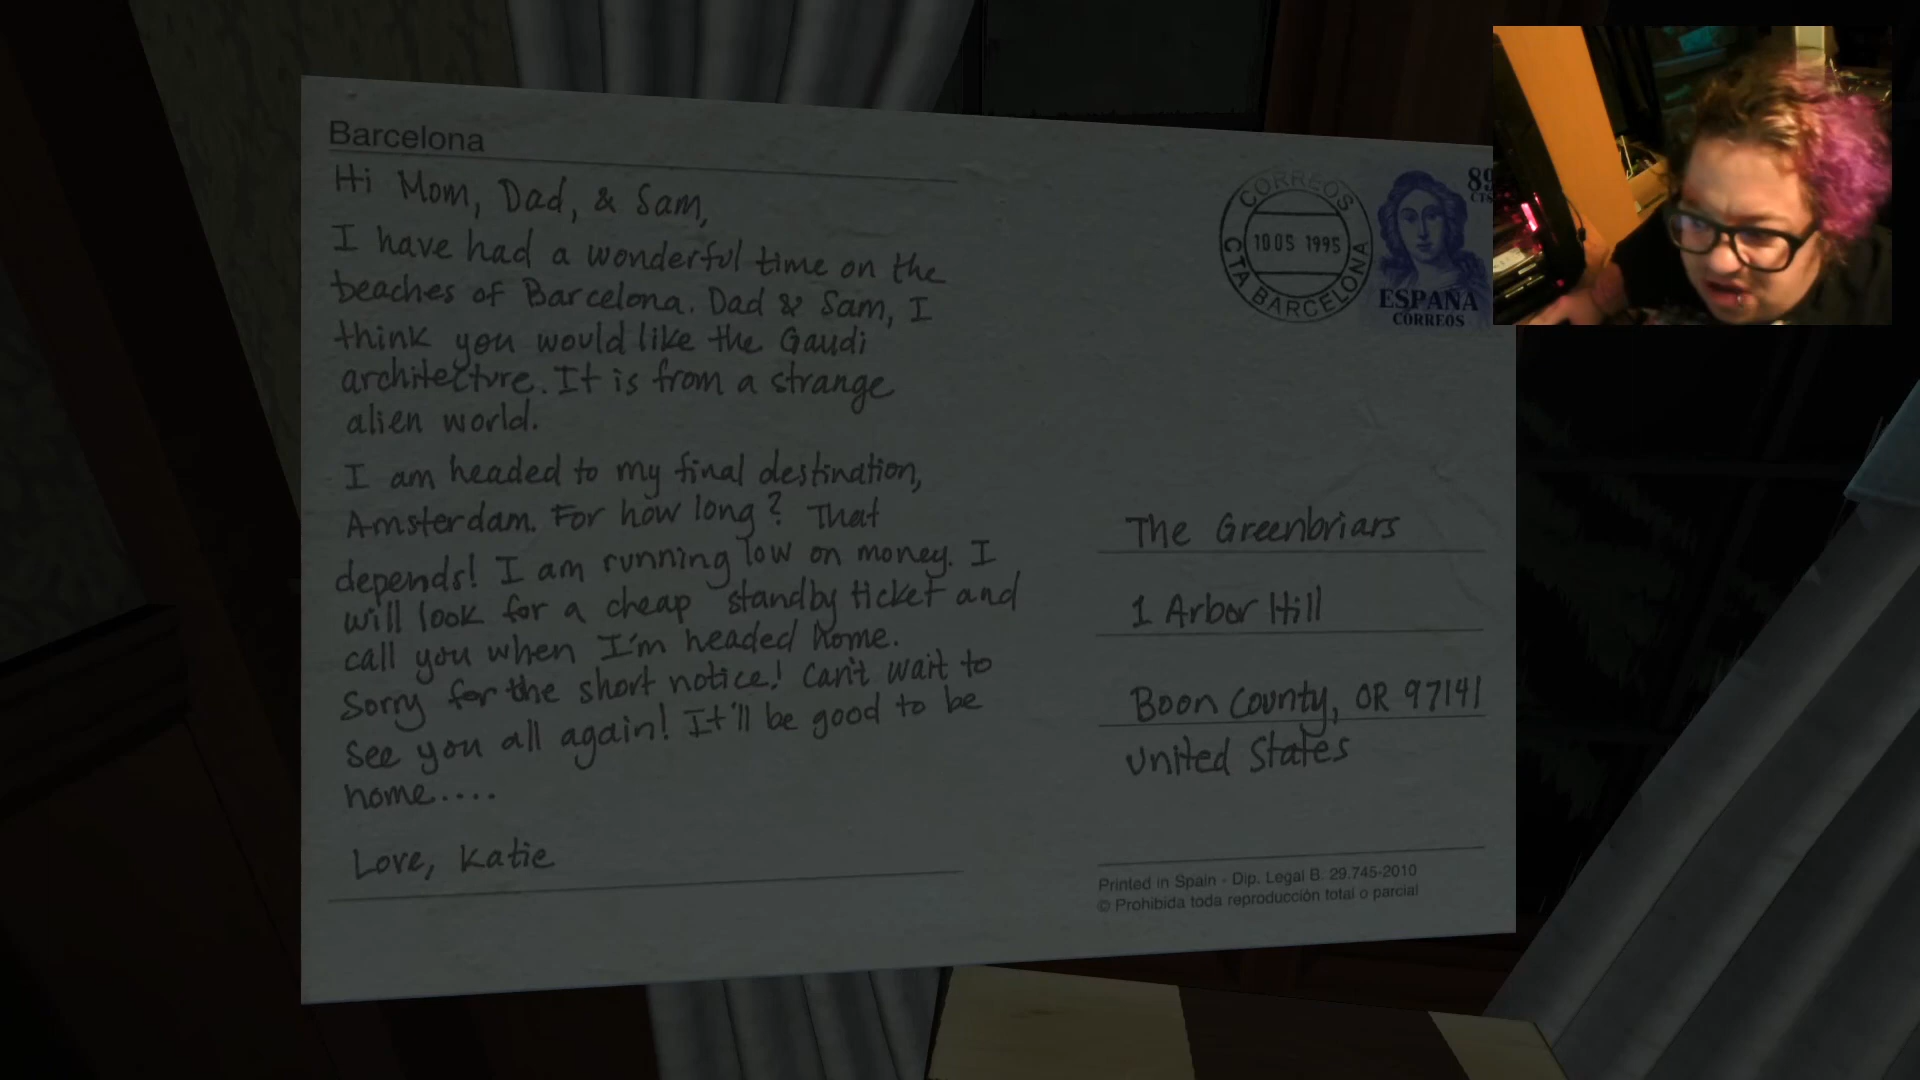 Barcelona
Hi Mom, Dad, & Sam,
I have had a wonderful time on the
beaches of Barcelona. Dad & Sam, I
think you would like the Gaudi
architecture. It is from a strange
alien world.
I am headed to my final destination,
Amsterdam. For how long? That
depends! I am running low on money. I
will look for a cheap standby ticket and
call you when I'm headed home.
Sorry for the short notice! Can't wait to
see you all again! It'll be good to be
home....
Love, Katie
CORREOS
1005 1995
CTA BARCELONA
89
CTS
ESPAÑA
CORREOS
The Greenbriars
1 Arbor Hill
Boon County, OR 97141
United States
Printed in Spain - Dip. Legal B. 29.745-2010
© Prohibida toda reproducción total o parcial